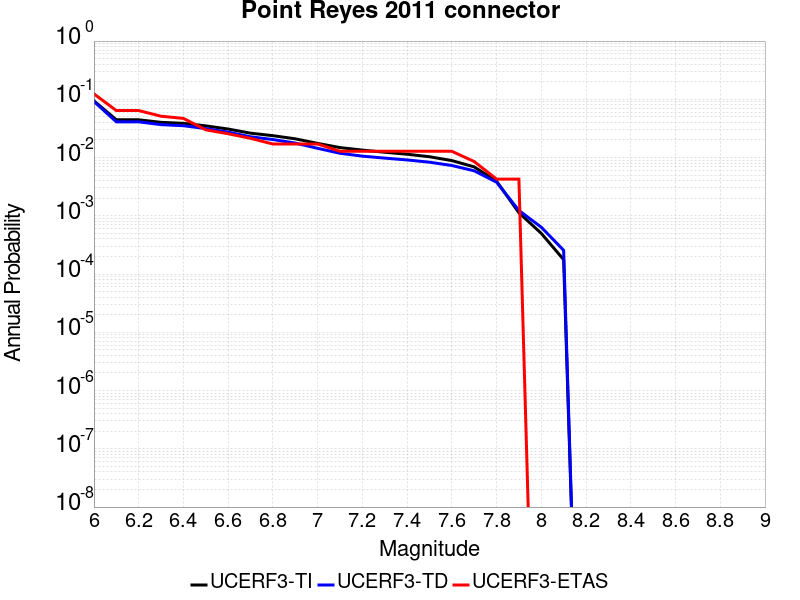 Point Reyes 2011 connector
10^0
10^-1
10^-2
10^-3
10^-4
10^-5
10^-6
10^-7
10^-8
Annual Probability
6 6.2 6.4 6.6 6.8 7 7.2 7.4 7.6 7.8 8 8.2 8.4 8.6 8.8 9
Magnitude
UCERF3-TI UCERF3-TD UCERF3-ETAS